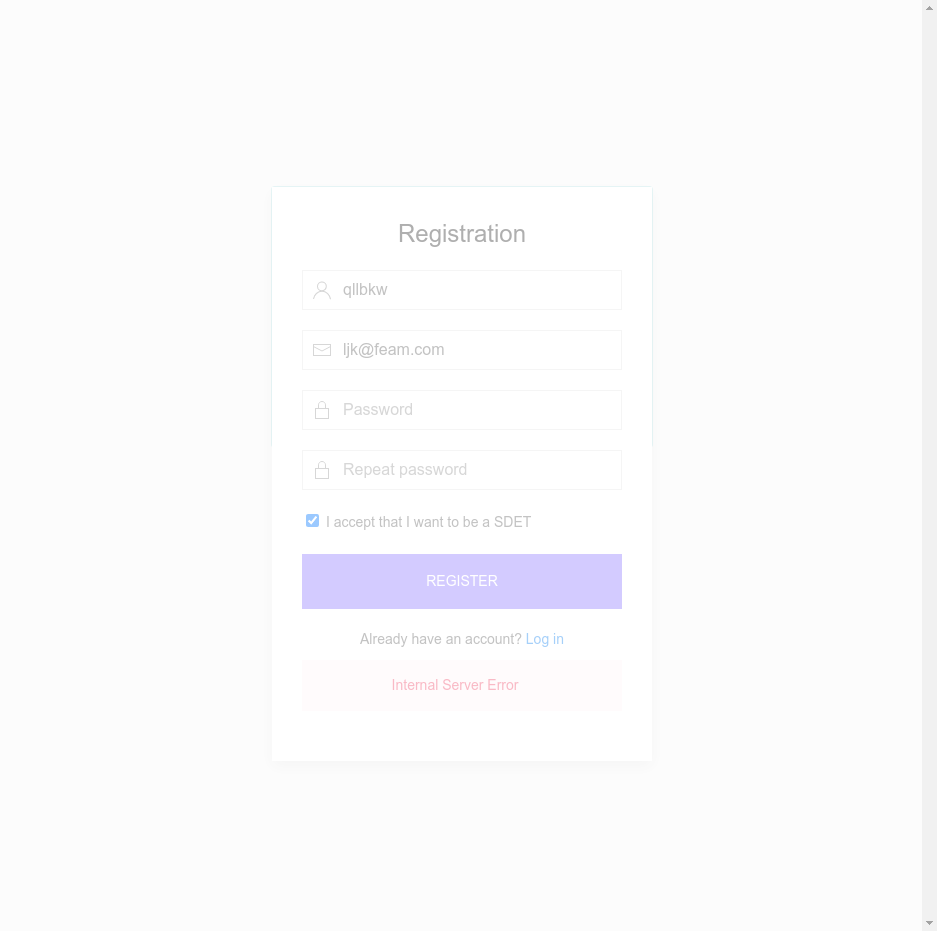 Registration
qllbkw
ljk@feam.com
Password
Repeat password
I accept that I want to be a SDET
REGISTER
Already have an account? Log in
Internal Server Error